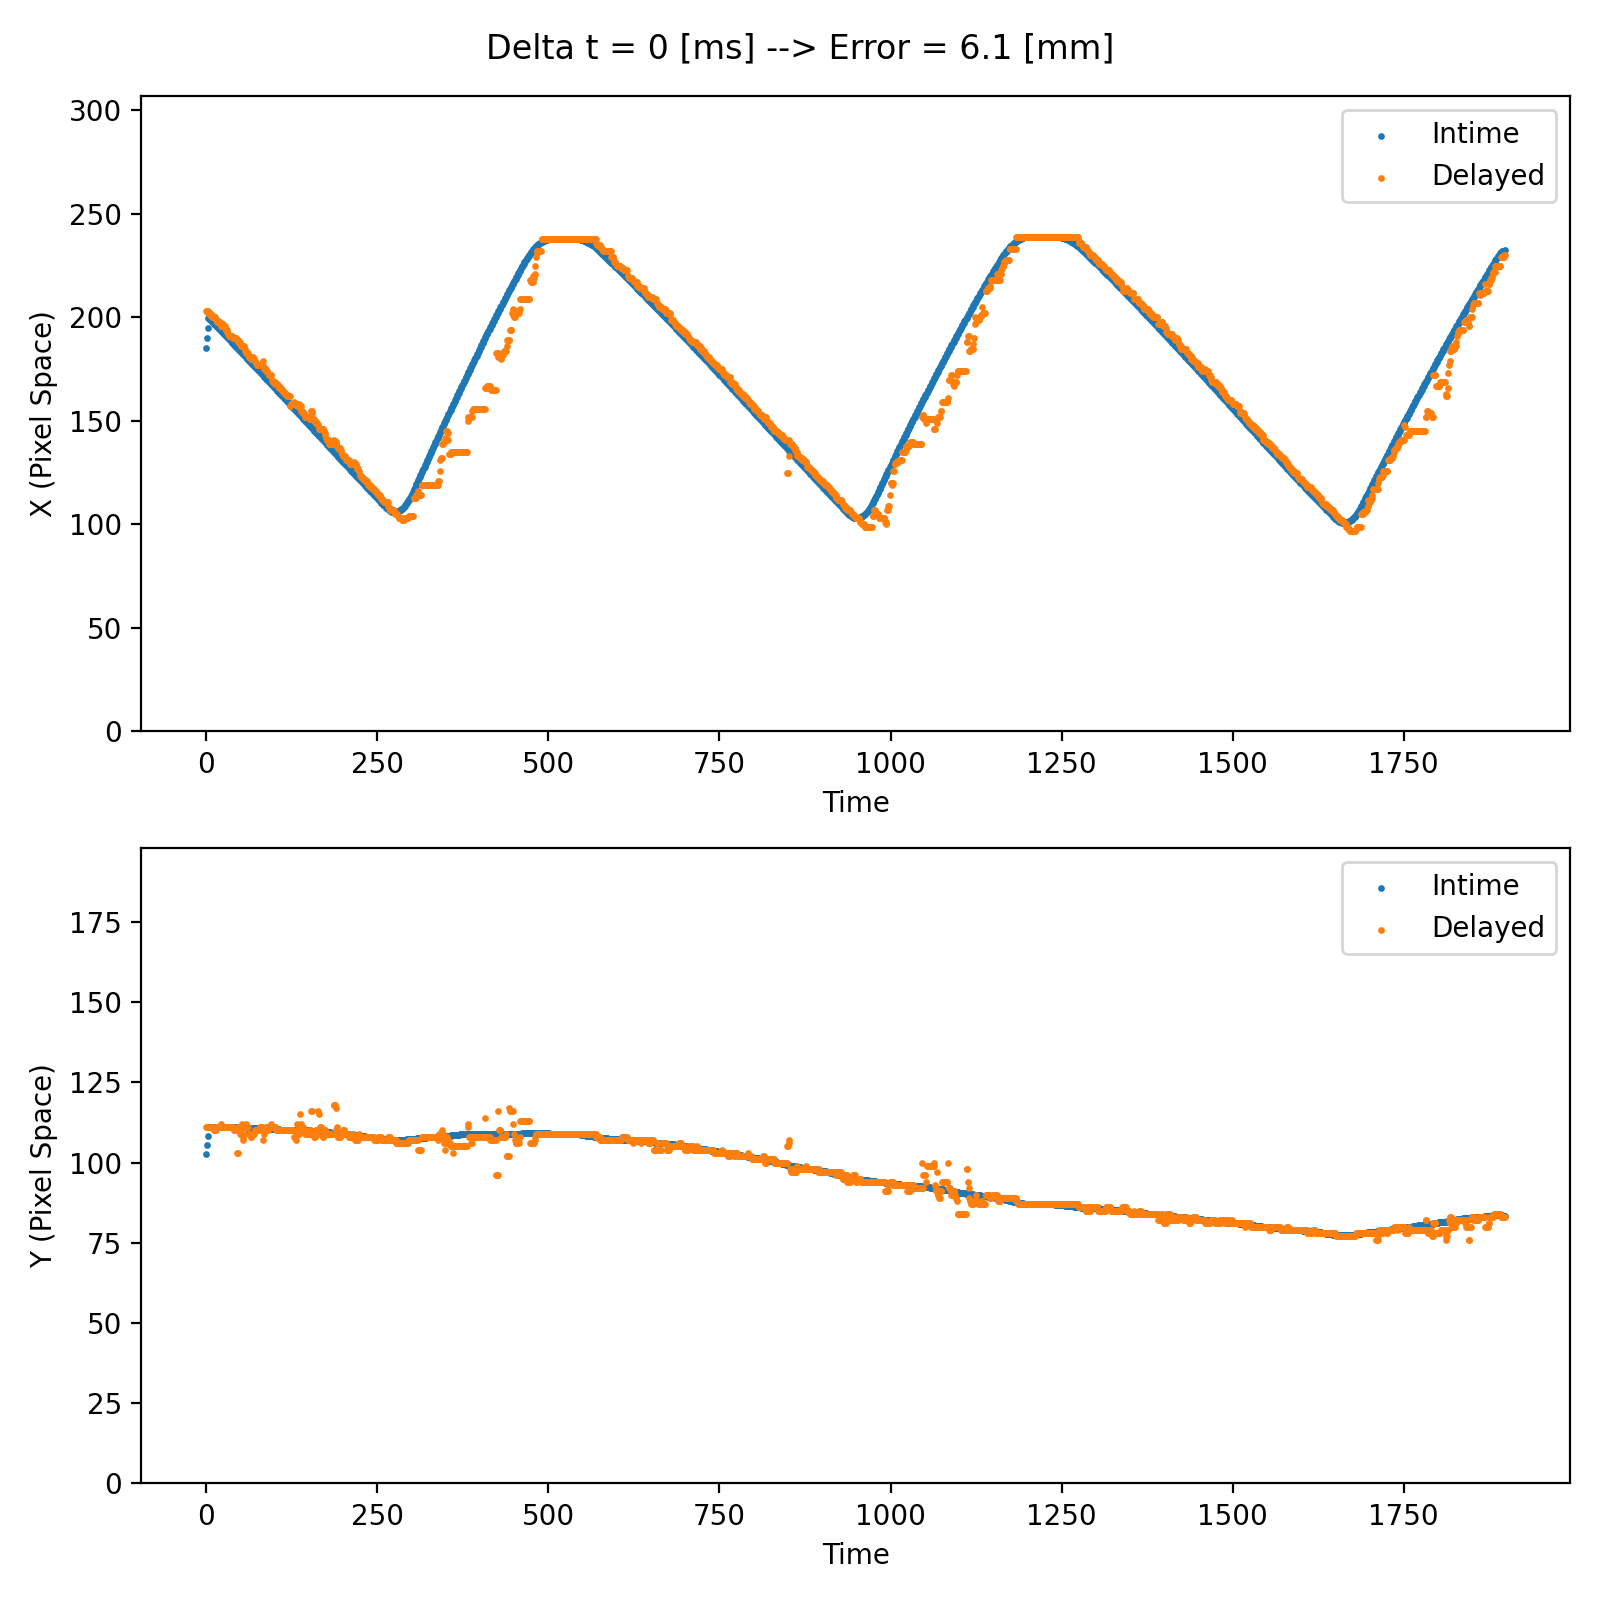 Delta t = 0 [ms] --> Error = 6.1 [mm]
300
250
200
150
100
50
0
X (Pixel Space)
Intime
Delayed
0 250 500 750 1000 1250 1500 1750
Time
175
150
125
100
75
50
25
0
Y (Pixel Space)
Intime
Delayed
0 250 500 750 1000 1250 1500 1750
Time